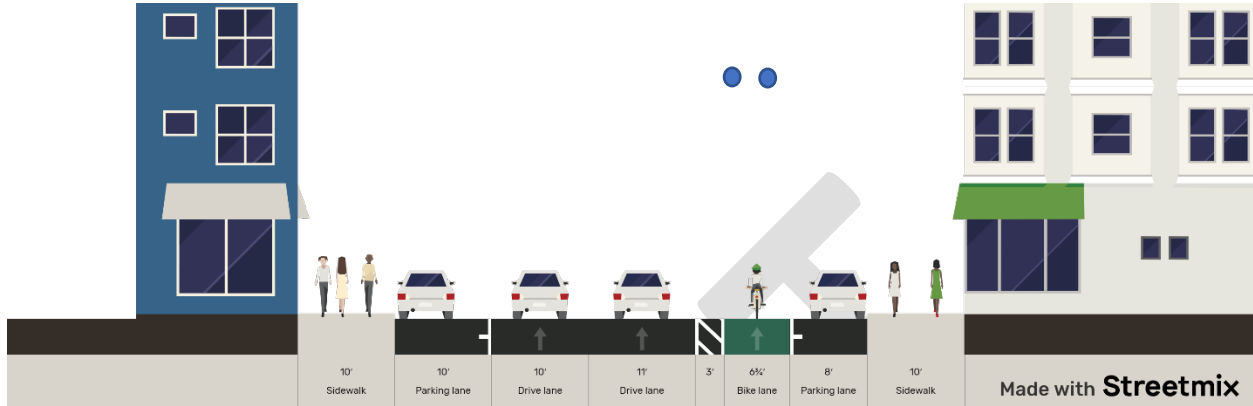 10′ 10′ 10′ 11′ 3′ 6¾′ 8′ 10′
Sidewalk Parking lane Drive lane Drive lane Bike lane Parking lane Sidewalk
Made with Streetmix